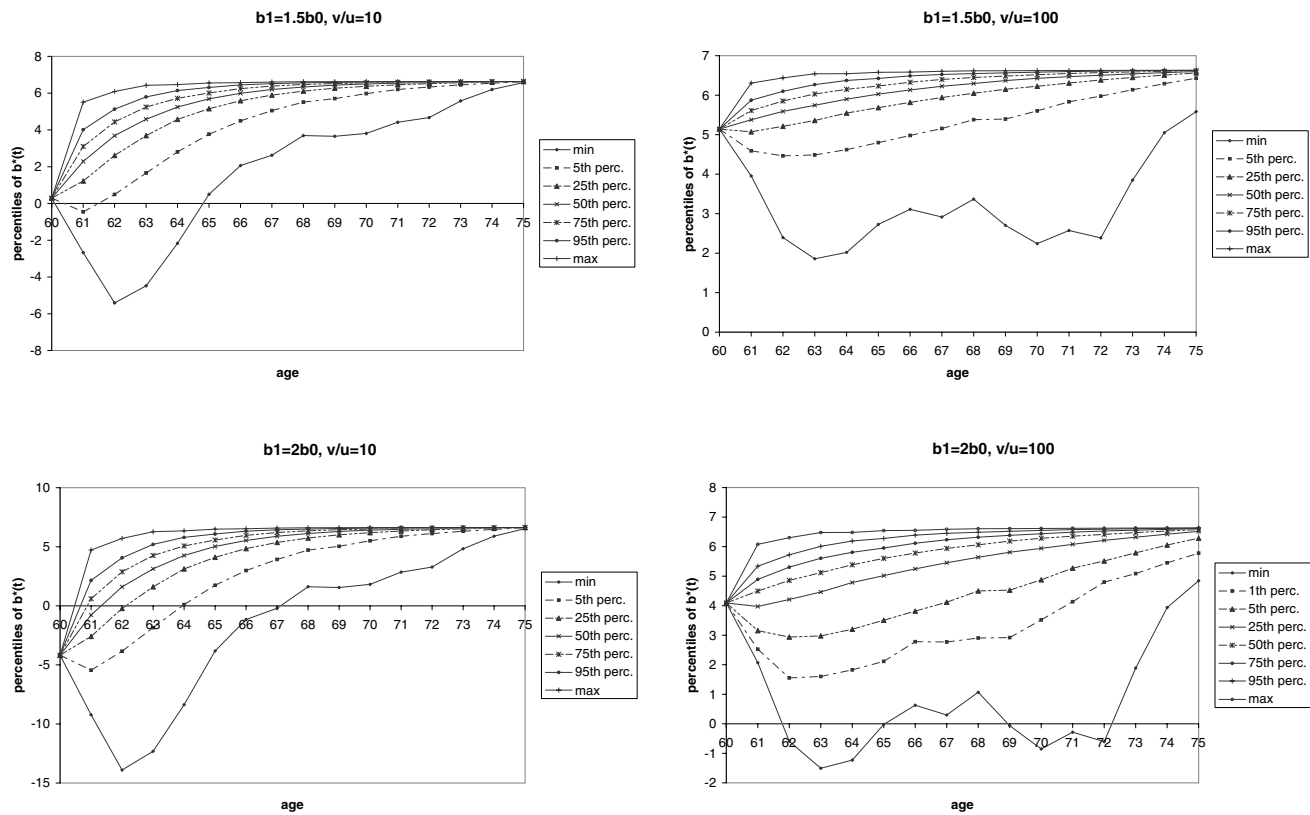 b1=1.5b0, v/u=10
percentiles of b*(t)
8
6
4
2
0
-2
-4
-6
-8
60 61 62 63 64 65 66 67 68 69 70 71 72 73 74 75
age
min
5th perc.
25th perc.
50th perc.
75th perc.
95th perc.
max
b1=1.5b0, v/u=100
percentiles of b*(t)
7
6
5
4
3
2
1
0
60 61 62 63 64 65 66 67 68 69 70 71 72 73 74 75
age
min
5th perc.
25th perc.
50th perc.
75th perc.
95th perc.
max
b1=2b0, v/u=10
percentiles of b*(t)
10
5
0
-5
-10
-15
60 61 62 63 64 65 66 67 68 69 70 71 72 73 74 75
age
min
5th perc.
25th perc.
50th perc.
75th perc.
95th perc.
max
b1=2b0, v/u=100
percentiles of b*(t)
8
7
6
5
4
3
2
1
0
-1
-2
60 61 62 63 64 65 66 67 68 69 70 71 72 73 74 75
age
min
1th perc.
5th perc.
25th perc.
50th perc.
75th perc.
95th perc.
max